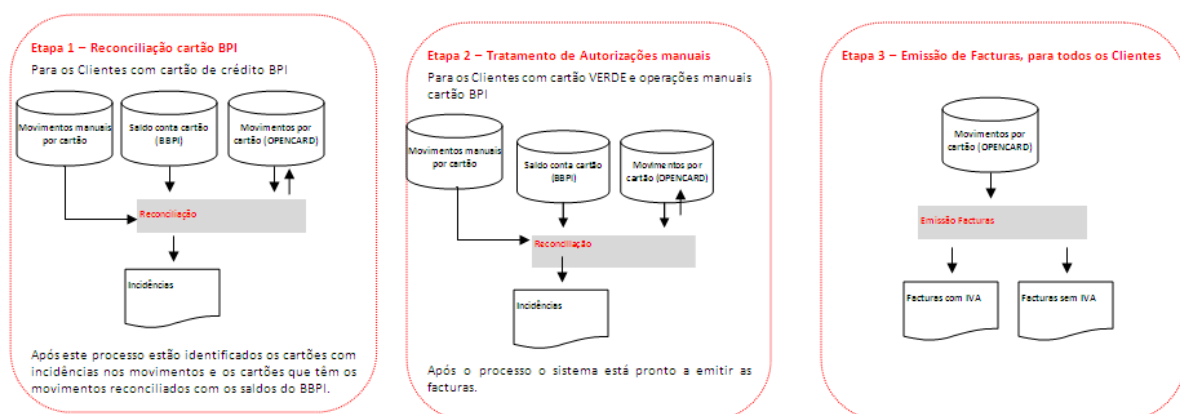 Etapa 1 – Reconciliação cartão BPI
Para os Clientes com cartão de crédito BPI
Movimentos manuais
por cartão
Saldo conta cartão
(BBPI)
Movimentos por
cartão (OPENCARD)
Reconciliação
Incidências
Após este processo estão identificados os cartões com
incidências nos movimentos e os cartões que têm os
movimentos reconciliados com os saldos do BBPI.
Etapa 2 – Tratamento de Autorizações manuais
Para os Clientes com cartão VERDE e operações manuais
cartão BPI
Movimentos manuais
por cartão
Saldo conta cartão
(BBPI)
Movimentos por
cartão (OPENCARD)
Reconciliação
Incidências
Após o processo o sistema está pronto a emitir as
facturas.
Etapa 3 – Emissão de Facturas, para todos os Clientes
Movimentos por
cartão (OPENCARD)
Emissão Facturas
Facturas com IVA
Facturas sem IVA